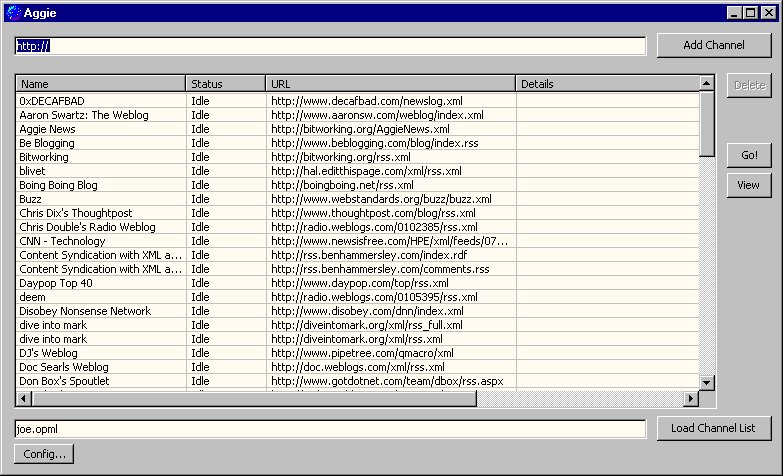 Aggie
http:// Add Channel
Name Status URL Details Delete
0xDECAFBAD Idle http://www.decafbad.com/newslog.xml
Aaron Swartz: The Weblog Idle http://www.aaronsw.com/weblog/index.xml
Aggie News Idle http://bitworking.org/AggieNews.xml
Be Blogging Idle http://www.beblogging.com/blog/index.rss
Bitworking Idle http://bitworking.org/rss.xml Go!
blivet Idle http://hal.editthispage.com/xml/rss.xml
Boing Boing Blog Idle http://boingboing.net/rss.xml View
Buzz Idle http://www.webstandards.org/buzz/buzz.xml
Chris Dix's Thoughtpost Idle http://www.thoughtpost.com/blog/rss.xml
Chris Double's Radio Weblog Idle http://radio.weblogs.com/0102385/rss.xml
CNN - Technology Idle http://www.newsisfree.com/HPE/xml/feeds/07...
Content Syndication with XML a... Idle http://rss.benhammersley.com/index.rdf
Content Syndication with XML a... Idle http://rss.benhammersley.com/comments.rss
Daypop Top 40 Idle http://www.daypop.com/top/rss.xml
deem Idle http://radio.weblogs.com/0105395/rss.xml
Disobey Nonsense Network Idle http://www.disobey.com/dnn/index.xml
dive into mark Idle http://diveintomark.org/xml/rss_full.xml
dive into mark Idle http://diveintomark.org/xml/rss.xml
DJ's Weblog Idle http://www.pipetree.com/qmacro/xml
Doc Searls Weblog Idle http://doc.weblogs.com/xml/rss.xml
Don Box's Spoutlet Idle http://www.gotdotnet.com/team/dbox/rss.aspx
joe.opml Load Channel List
Config...